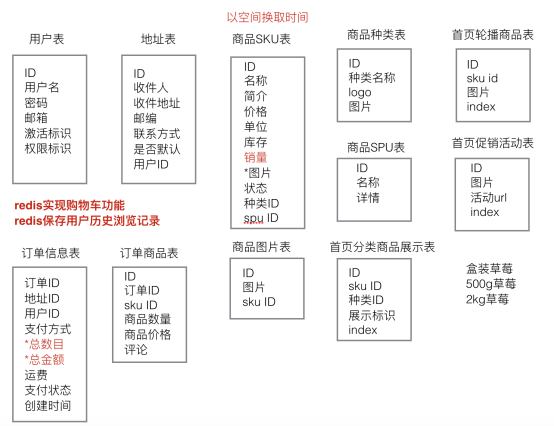 以空间换取时间
用户表
ID
用户名
密码
邮箱
激活标识
权限标识
地址表
ID
收件人
收件地址
邮编
联系方式
是否默认
用户ID
商品SKU表
ID
名称
简介
价格
单位
库存
销量
*图片
状态
种类ID
spu ID
商品种类表
ID
种类名称
logo
图片
首页轮播商品表
ID
sku id
图片
index
商品SPU表
ID
名称
详情
首页促销活动表
ID
图片
活动url
index
redis实现购物车功能
redis保存用户历史浏览记录
订单信息表
订单ID
地址ID
用户ID
支付方式
*总数目
*总金额
运费
支付状态
创建时间
订单商品表
ID
订单ID
sku ID
商品数量
商品价格
评论
商品图片表
ID
图片
sku ID
首页分类商品展示表
ID
sku ID
种类ID
展示标识
index
盒装草莓
500g草莓
2kg草莓